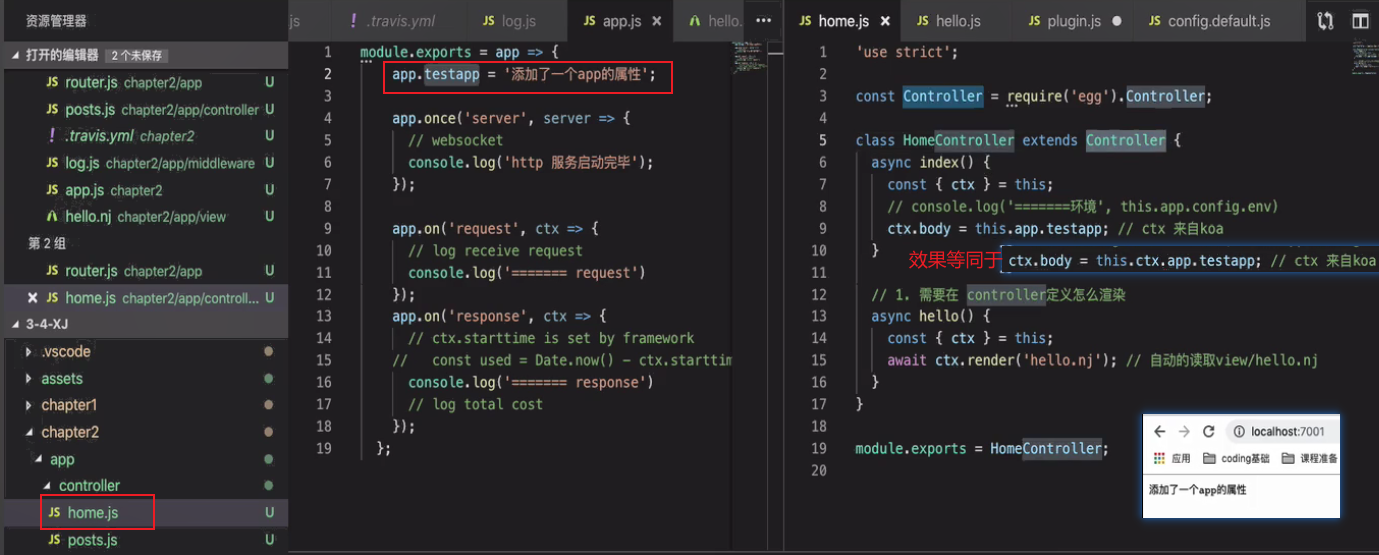 资源管理器
打开的编辑器 2 个未保存
JS router.js chapter2/app U
JS posts.js chapter2/app/controller U
! .travis.yml chapter2 U
JS log.js chapter2/app/middleware U
JS app.js chapter2 U
hello.nj chapter2/app/view U
第 2 组
JS router.js chapter2/app U
× JS home.js chapter2/app/controll... U
3-4-XJ
.vscode
assets
chapter1
chapter2
app
controller
JS home.js U
JS posts.js U
js ! .travis.yml JS log.js JS app.js × hello. ...
1 module.exports = app => {
2 app.testapp = '添加了一个app的属性';
3
4 app.once('server', server => {
5 // websocket
6 console.log('http 服务启动完毕');
7 });
8
9 app.on('request', ctx => {
10 // log receive request
11 console.log('======= request')
12 });
13 app.on('response', ctx => {
14 // ctx.starttime is set by framework
15 // const used = Date.now() - ctx.starttim
16 console.log('======= response')
17 // log total cost
18 });
19 };
JS home.js × JS hello.js JS plugin.js ● JS config.default.js
1 'use strict';
2
3 const Controller = require('egg').Controller;
4
5 class HomeController extends Controller {
6 async index() {
7 const { ctx } = this;
8 // console.log('=======环境', this.app.config.env)
9 ctx.body = this.app.testapp; // ctx 来自koa
10 }
效果等同于 ctx.body = this.ctx.app.testapp; // ctx 来自koa
11
12 // 1. 需要在 controller定义怎么渲染
13 async hello() {
14 const { ctx } = this;
15 await ctx.render('hello.nj'); // 自动的读取view/hello.nj
16 }
17 }
18
19 module.exports = HomeController;
20
localhost:7001
应用 coding基础 课程准备
添加了一个app的属性